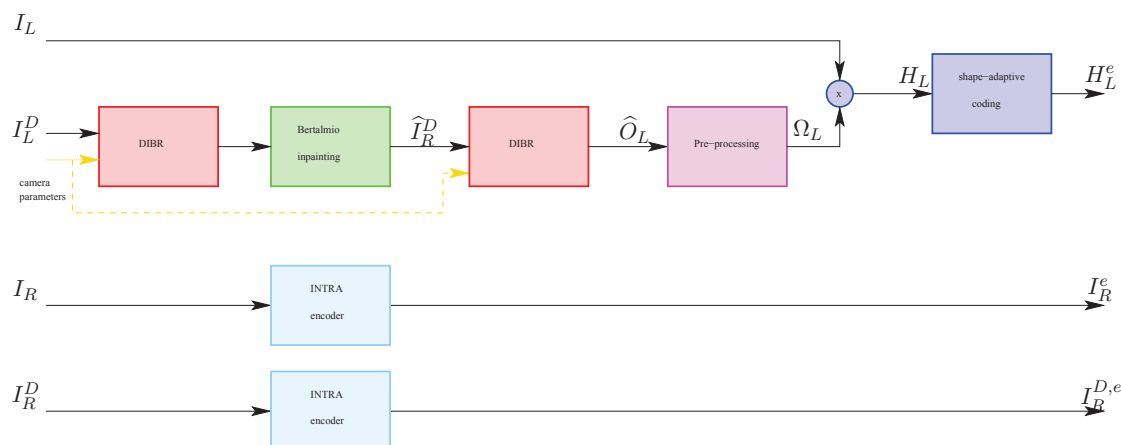 $I_L$
$H_L$
shape-adaptive
coding
$H_L^e$
x
$I_L^D$
DIBR
Bertalmio
inpainting
$\widehat{I}_R^D$
DIBR
$\widehat{O}_L$
Pre-processing
$\Omega_L$
camera
parameters
$I_R$
INTRA
encoder
$I_R^e$
$I_R^D$
INTRA
encoder
$I_R^{D,e}$